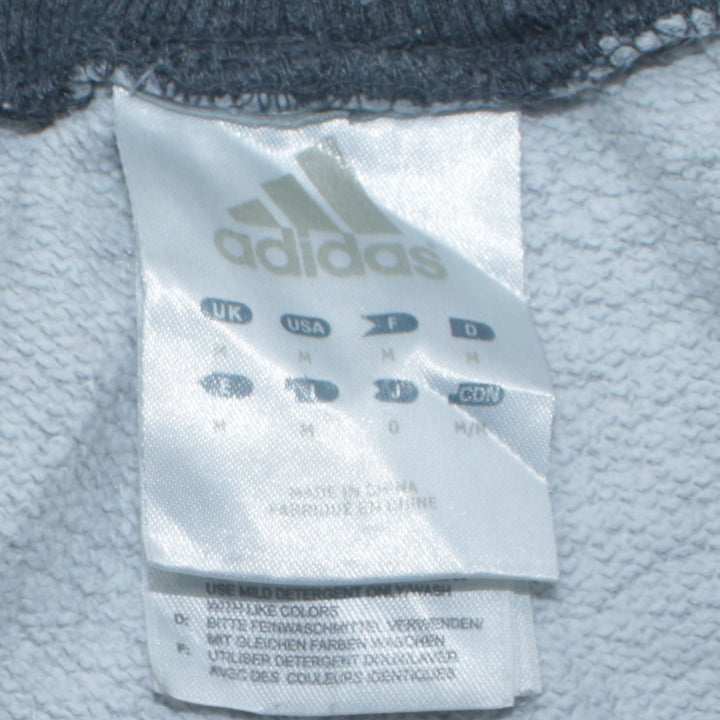 adidas
UK USA F D
M M M M
E I J CDN
M M O M/M
MADE IN CHINA
FABRIQUE EN CHINE
USE MILD DETERGENT ONLY/WASH
WITH LIKE COLORS
D: BITTE FEINWASCHMITTEL VERWENDEN/
MIT GLEICHEN FARBEN WASCHEN
F: UTILISER DETERGENT DOUX/LAVER
AVEC DES COULEURS IDENTIQUES